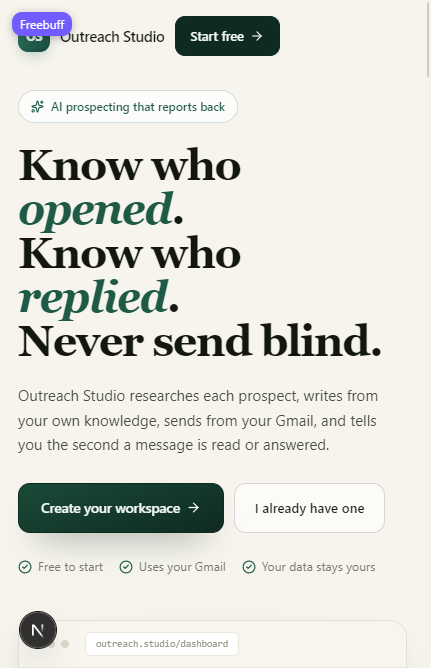 Freebuff
OS Outreach Studio Start free
AI prospecting that reports back
Know who
opened.
Know who
replied.
Never send blind.
Outreach Studio researches each prospect, writes from
your own knowledge, sends from your Gmail, and tells
you the second a message is read or answered.
Create your workspace
I already have one
Free to start
Uses your Gmail
Your data stays yours
N
outreach.studio/dashboard